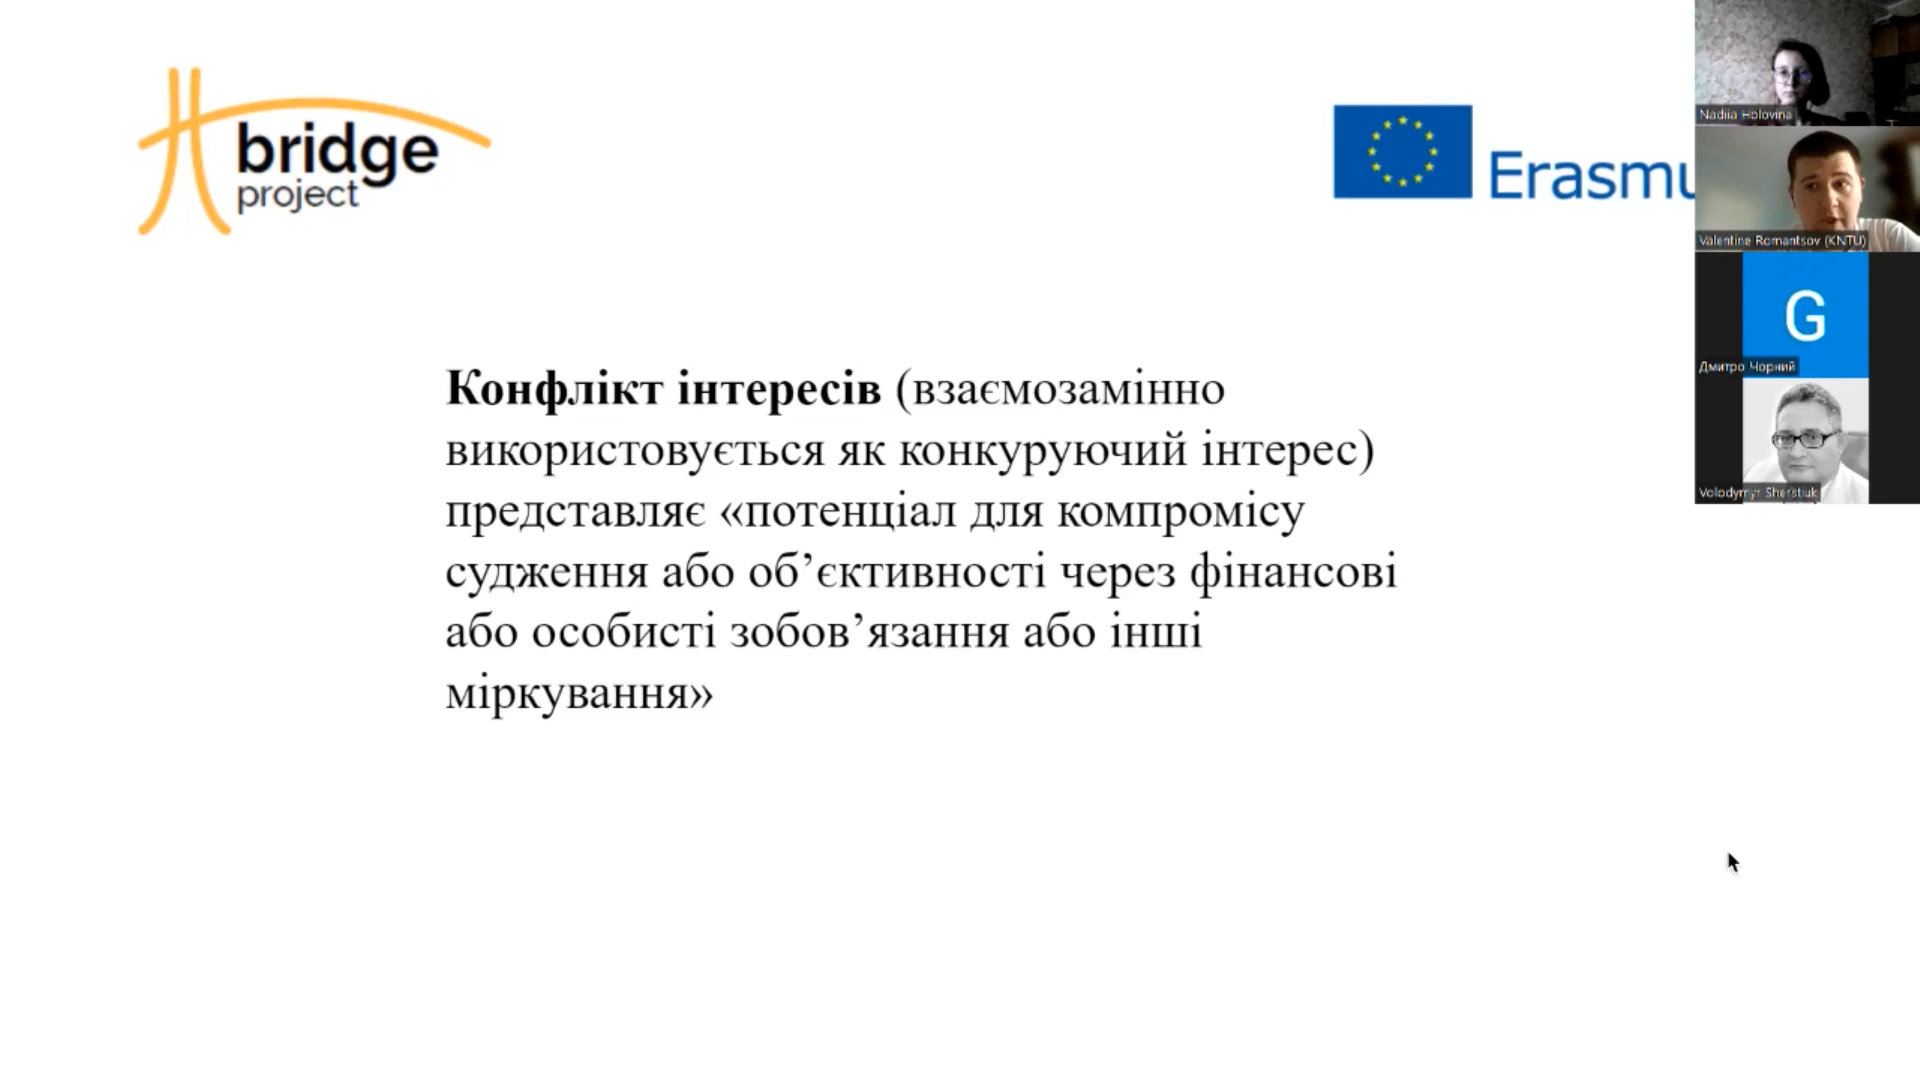 bridge
project
Erasmu
Конфлікт інтересів (взаємозамінно
використовується як конкуруючий інтерес)
представляє «потенціал для компромісу
судження або об’єктивності через фінансові
або особисті зобов’язання або інші
міркування»
Nadiia Holovina
Valentine Romantsov (KNTU)
G
Дмитро Чорний
Volodymyr Sherstiuk